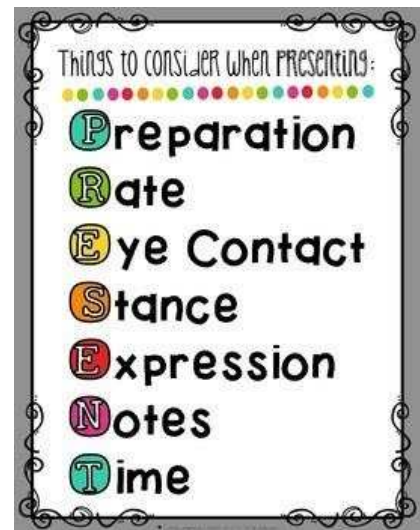 Things to consider when presenting:
Preparation
Rate
Eye Contact
Stance
Expression
Notes
Time